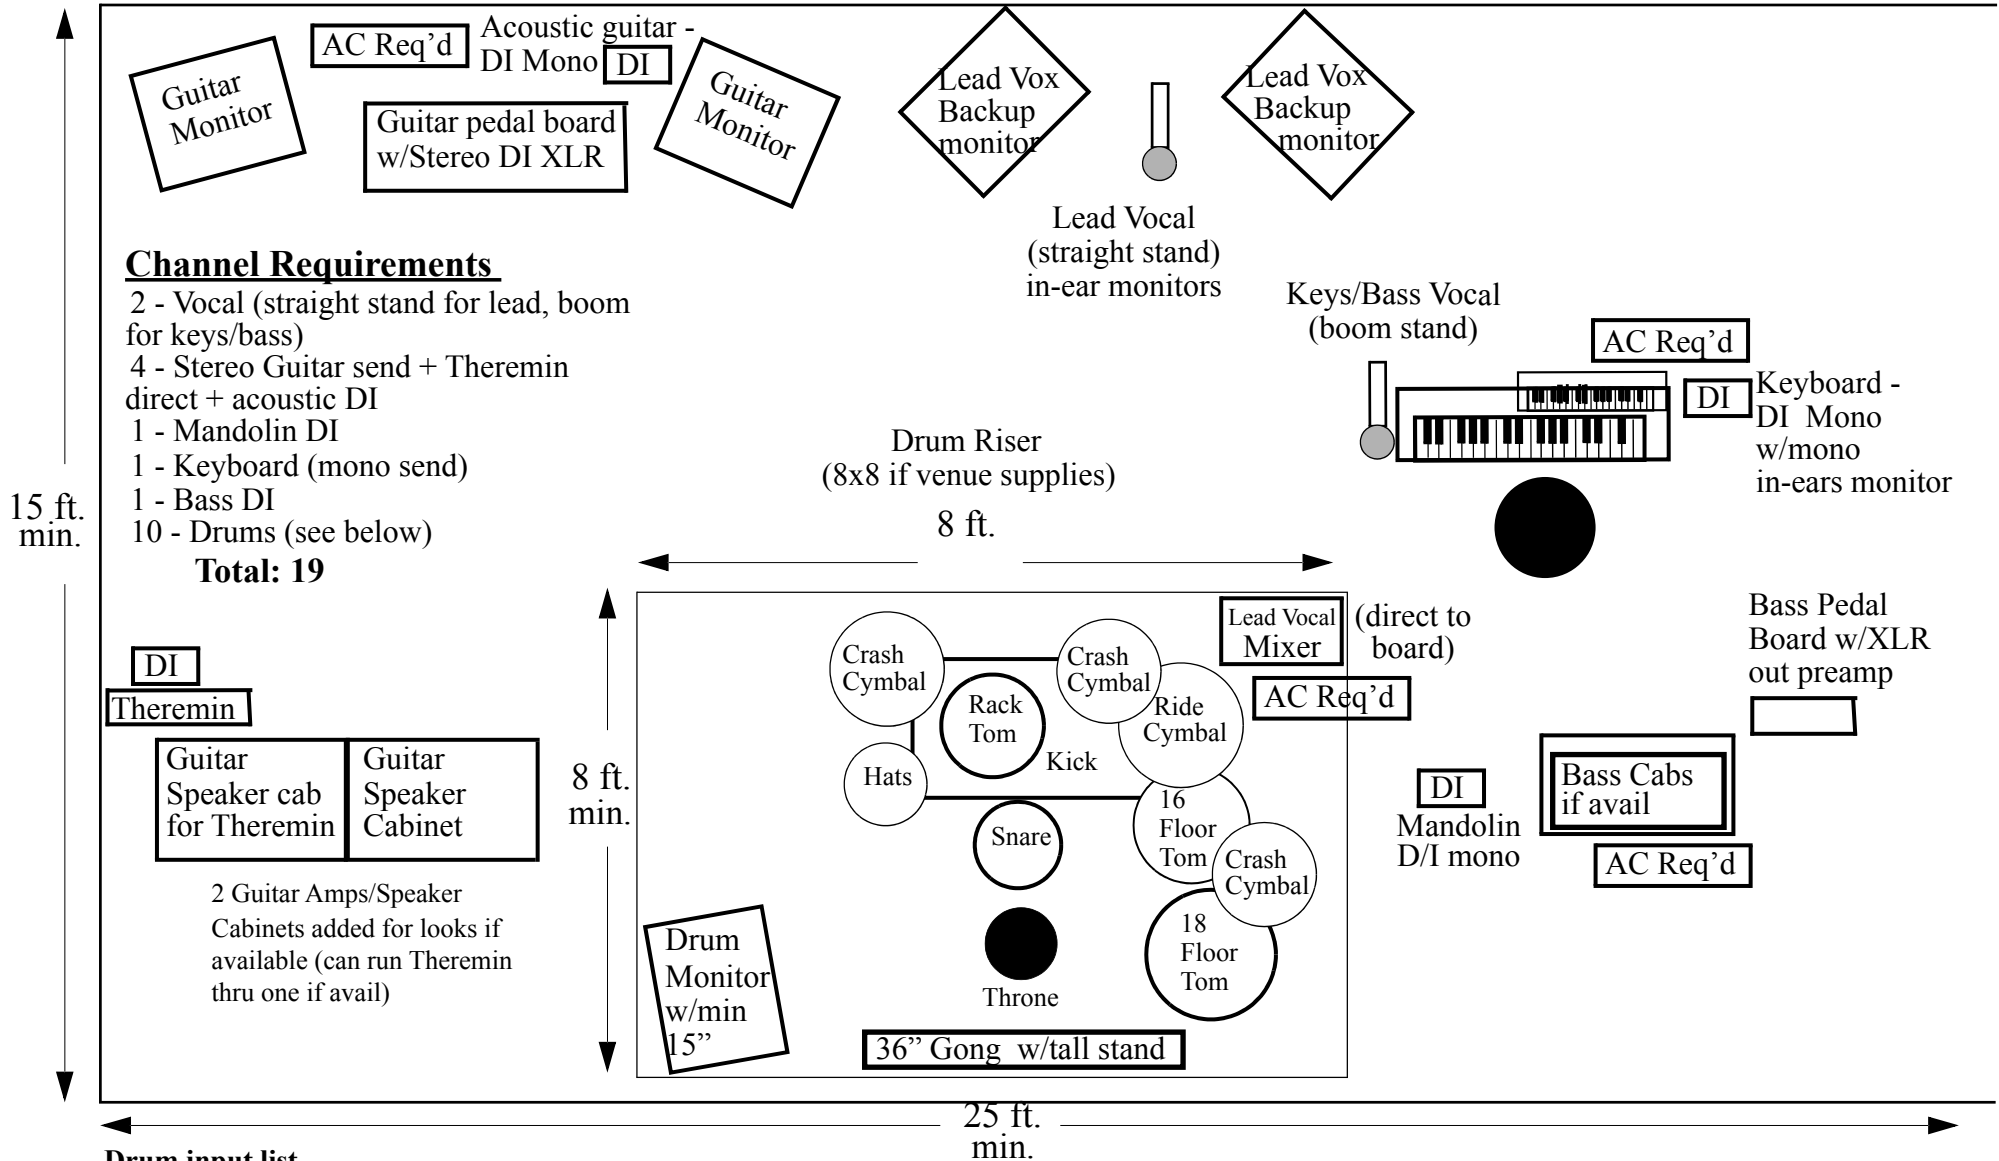 AC Req’d
Acoustic guitar -
DI Mono
DI
Guitar
Monitor
Guitar pedal board
w/Stereo DI XLR
Guitar
Monitor
Lead Vox
Backup
monitor
Lead Vox
Backup
monitor
Lead Vocal
(straight stand)
in-ear monitors
Channel Requirements
2 - Vocal (straight stand for lead, boom
for keys/bass)
4 - Stereo Guitar send + Theremin
direct + acoustic DI
1 - Mandolin DI
1 - Keyboard (mono send)
1 - Bass DI
10 - Drums (see below)
Total: 19
15 ft.
min.
Keys/Bass Vocal
(boom stand)
AC Req’d
DI
Keyboard -
DI  Mono
w/mono
in-ears monitor
Drum Riser
(8x8 if venue supplies)
8 ft.
8 ft.
min.
Lead Vocal
Mixer
(direct to
board)
AC Req’d
Crash
Cymbal
Rack
Tom
Crash
Cymbal
Ride
Cymbal
Hats
Kick
Snare
16
Floor
Tom
Crash
Cymbal
18
Floor
Tom
Throne
Drum
Monitor
w/min
15”
36” Gong  w/tall stand
DI
Theremin
Guitar
Speaker cab
for Theremin
Guitar
Speaker
Cabinet
2 Guitar Amps/Speaker
Cabinets added for looks if
available (can run Theremin
thru one if avail)
Bass Pedal
Board w/XLR
out preamp
DI
Mandolin
D/I mono
Bass Cabs
if avail
AC Req’d
25 ft.
min.
Drum input list